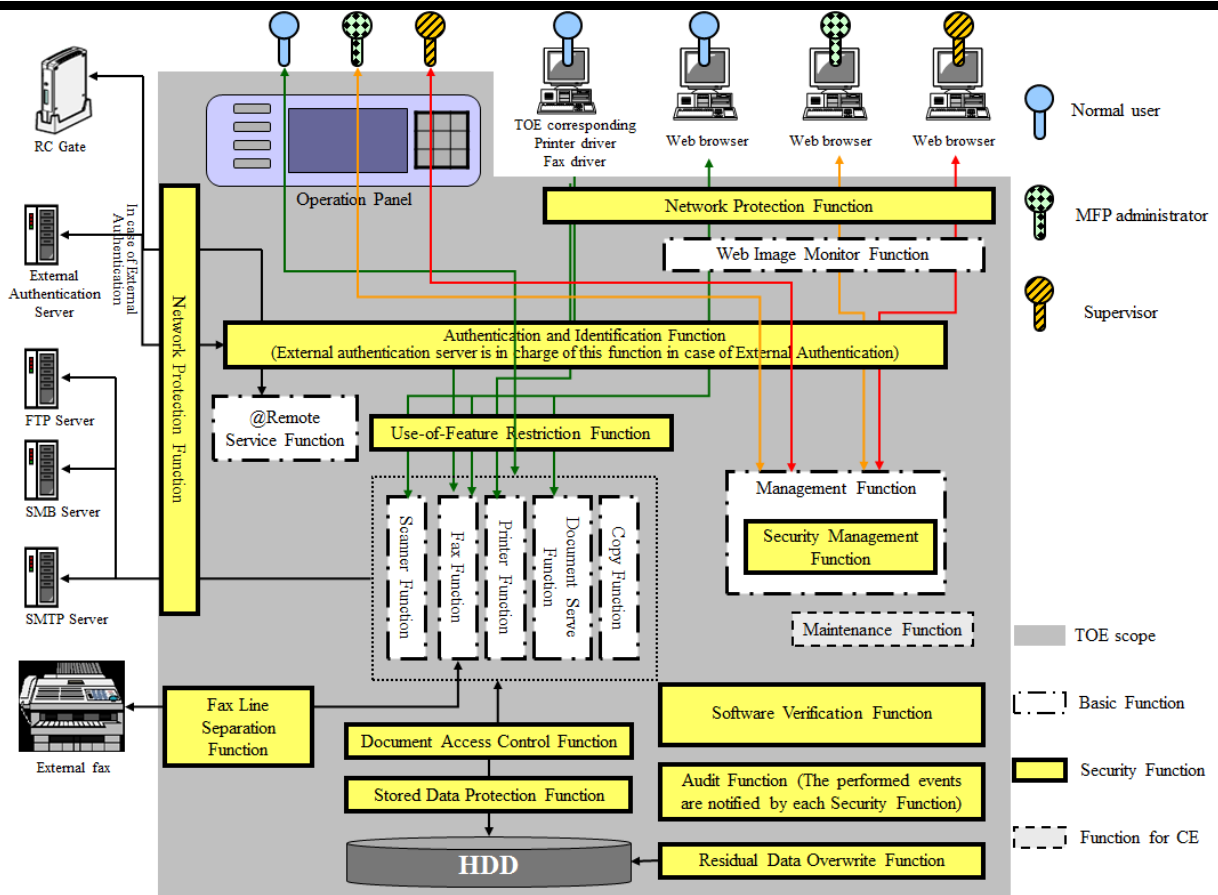 RC Gate
Operation Panel
TOE corresponding
Printer driver
Fax driver
Web browser
Web browser
Web browser
Normal user
MFP administrator
Supervisor
In case of External
Authentication
External
Authentication
Server
Network Protection Function
Network Protection Function
Web Image Monitor Function
Authentication and Identification Function
(External authentication server is in charge of this function in case of External Authentication)
FTP Server
@Remote
Service Function
Use-of-Feature Restriction Function
SMB Server
SMTP Server
Scanner Function
Fax Function
Printer Function
Document Serve
Function
Copy Function
Management Function
Security Management
Function
Maintenance Function
TOE scope
Basic Function
Security Function
Function for CE
External fax
Fax Line
Separation
Function
Document Access Control Function
Stored Data Protection Function
HDD
Software Verification Function
Audit Function (The performed events
are notified by each Security Function)
Residual Data Overwrite Function